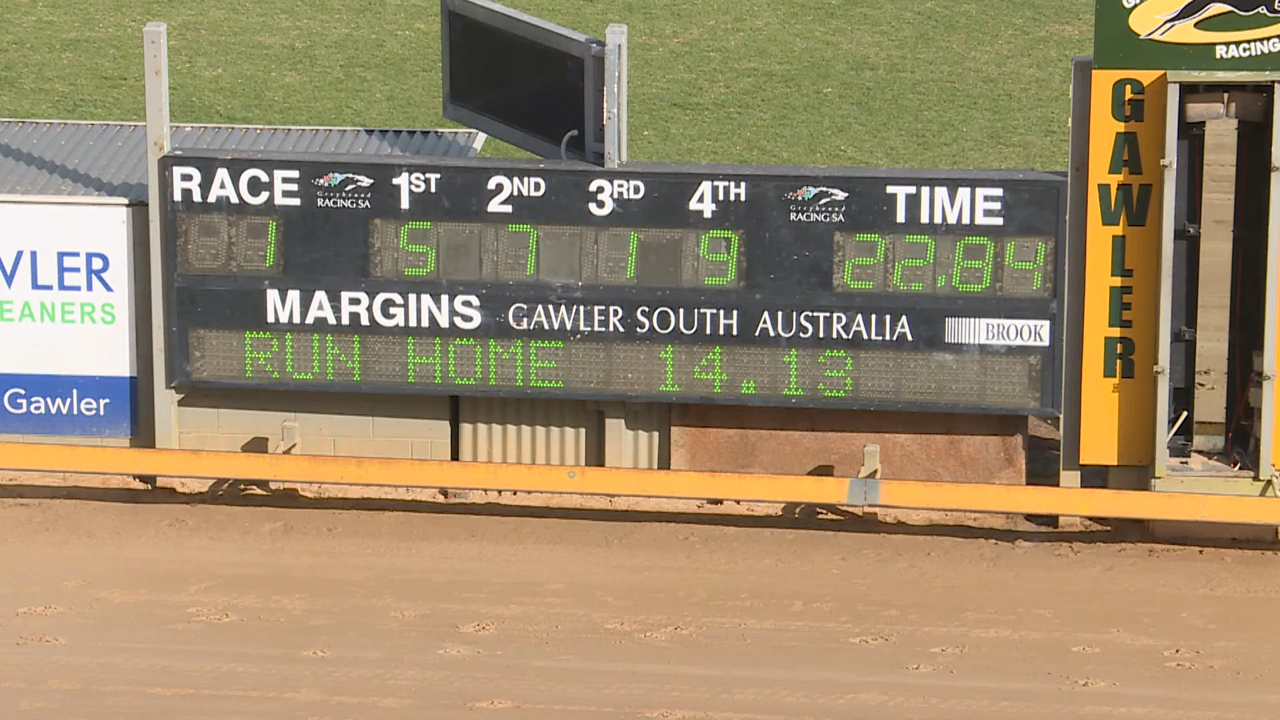 RACING
GAWLER
RACE
Greyhound
RACING SA
1ST 2ND 3RD 4TH
Greyhound
RACING SA
TIME
1 5 7 1 9 22.84
MARGINS GAWLER SOUTH AUSTRALIA BROOK
RUN HOME 14.13
EANERS
Gawler